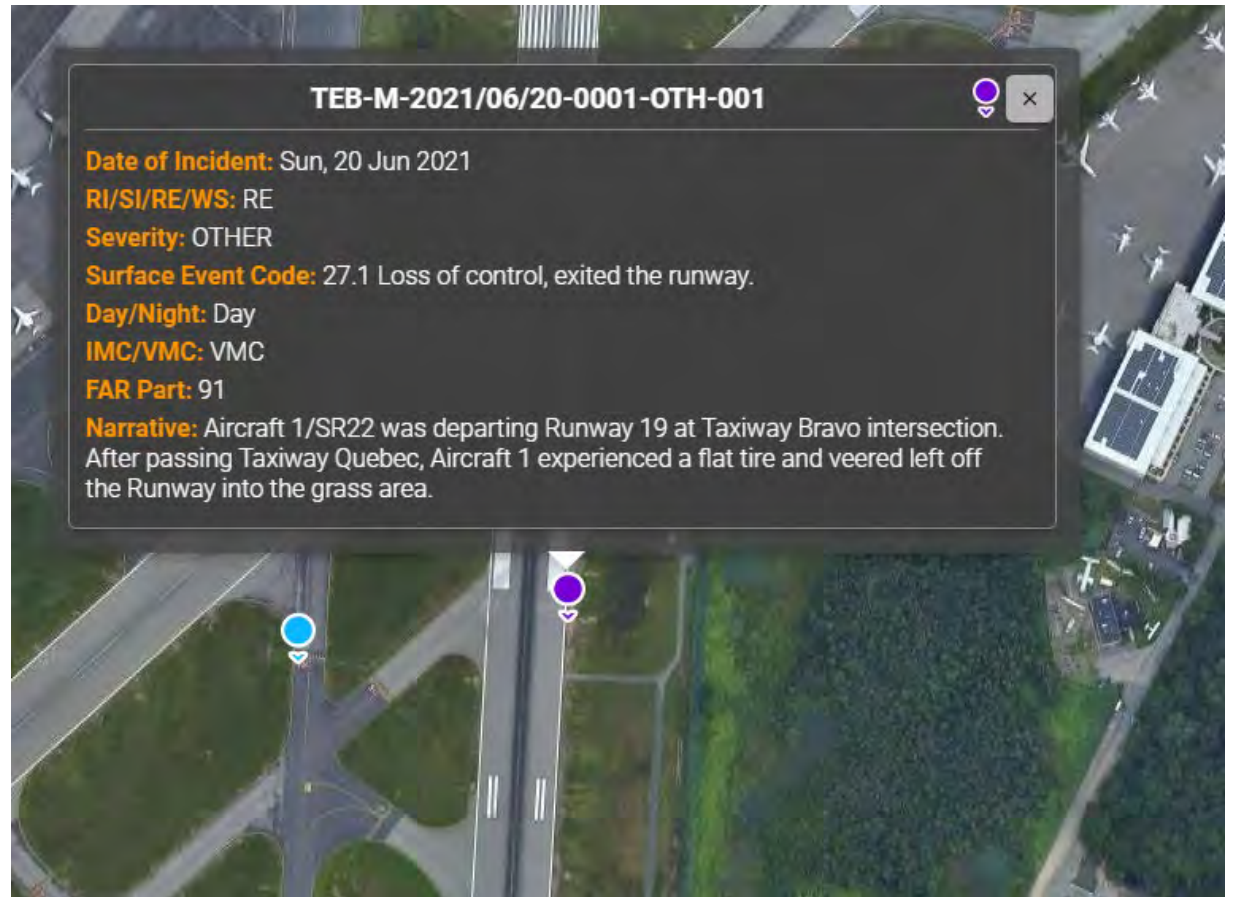 TEB-M-2021/06/20-0001-OTH-001
×
Date of Incident: Sun, 20 Jun 2021
RI/SI/RE/WS: RE
Severity: OTHER
Surface Event Code: 27.1 Loss of control, exited the runway.
Day/Night: Day
IMC/VMC: VMC
FAR Part: 91
Narrative: Aircraft 1/SR22 was departing Runway 19 at Taxiway Bravo intersection.
After passing Taxiway Quebec, Aircraft 1 experienced a flat tire and veered left off
the Runway into the grass area.